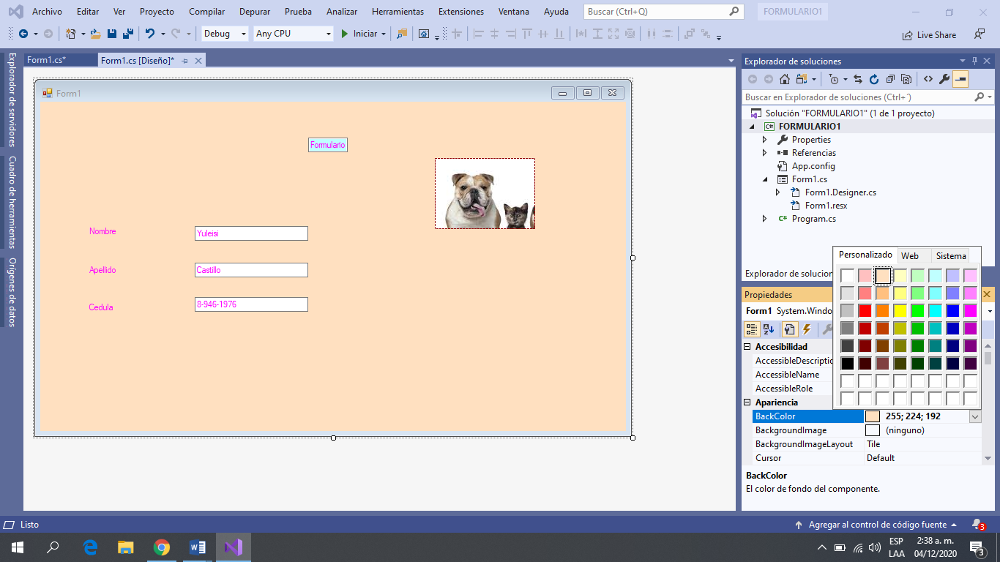 Archivo Editar Ver Proyecto Compilar Depurar Prueba Analizar Herramientas Extensiones Ventana Ayuda Buscar (Ctrl+Q) FORMULARIO1
Debug Any CPU Iniciar Live Share
Explorador de servidores
Cuadro de herramientas
Orígenes de datos
Form1.cs* Form1.cs [Diseño]*
Form1
Formulario
Nombre Yuleisi
Apellido Castillo
Cedula 8-946-1976
Explorador de soluciones
Buscar en Explorador de soluciones (Ctrl+´)
Solución "FORMULARIO1" (1 de 1 proyecto)
C# FORMULARIO1
Properties
Referencias
App.config
Form1.cs
Form1.Designer.cs
Form1.resx
C# Program.cs
Personalizado Web Sistema
Explorador de solucion
Propiedades
Form1 System.Windo
Accesibilidad
AccessibleDescriptio
AccessibleName
AccessibleRole
Apariencia
BackColor 255; 224; 192
BackgroundImage (ninguno)
BackgroundImageLayout Tile
Cursor Default
BackColor
El color de fondo del componente.
Listo Agregar al control de código fuente 3
ESP 2:38 a. m.
LAA 04/12/2020 3